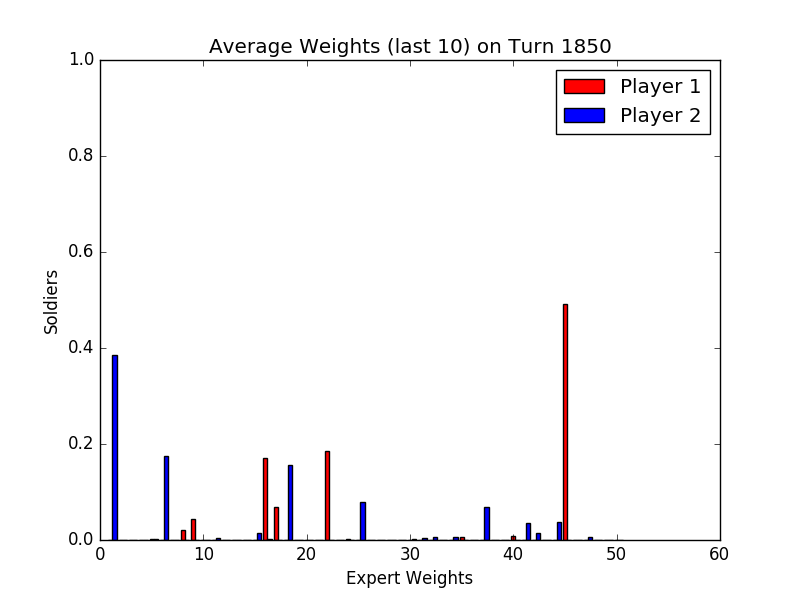 Average Weights (last 10) on Turn 1850
1.0
0.8
0.6
0.4
0.2
0.0
Soldiers
Player 1
Player 2
0 10 20 30 40 50 60
Expert Weights